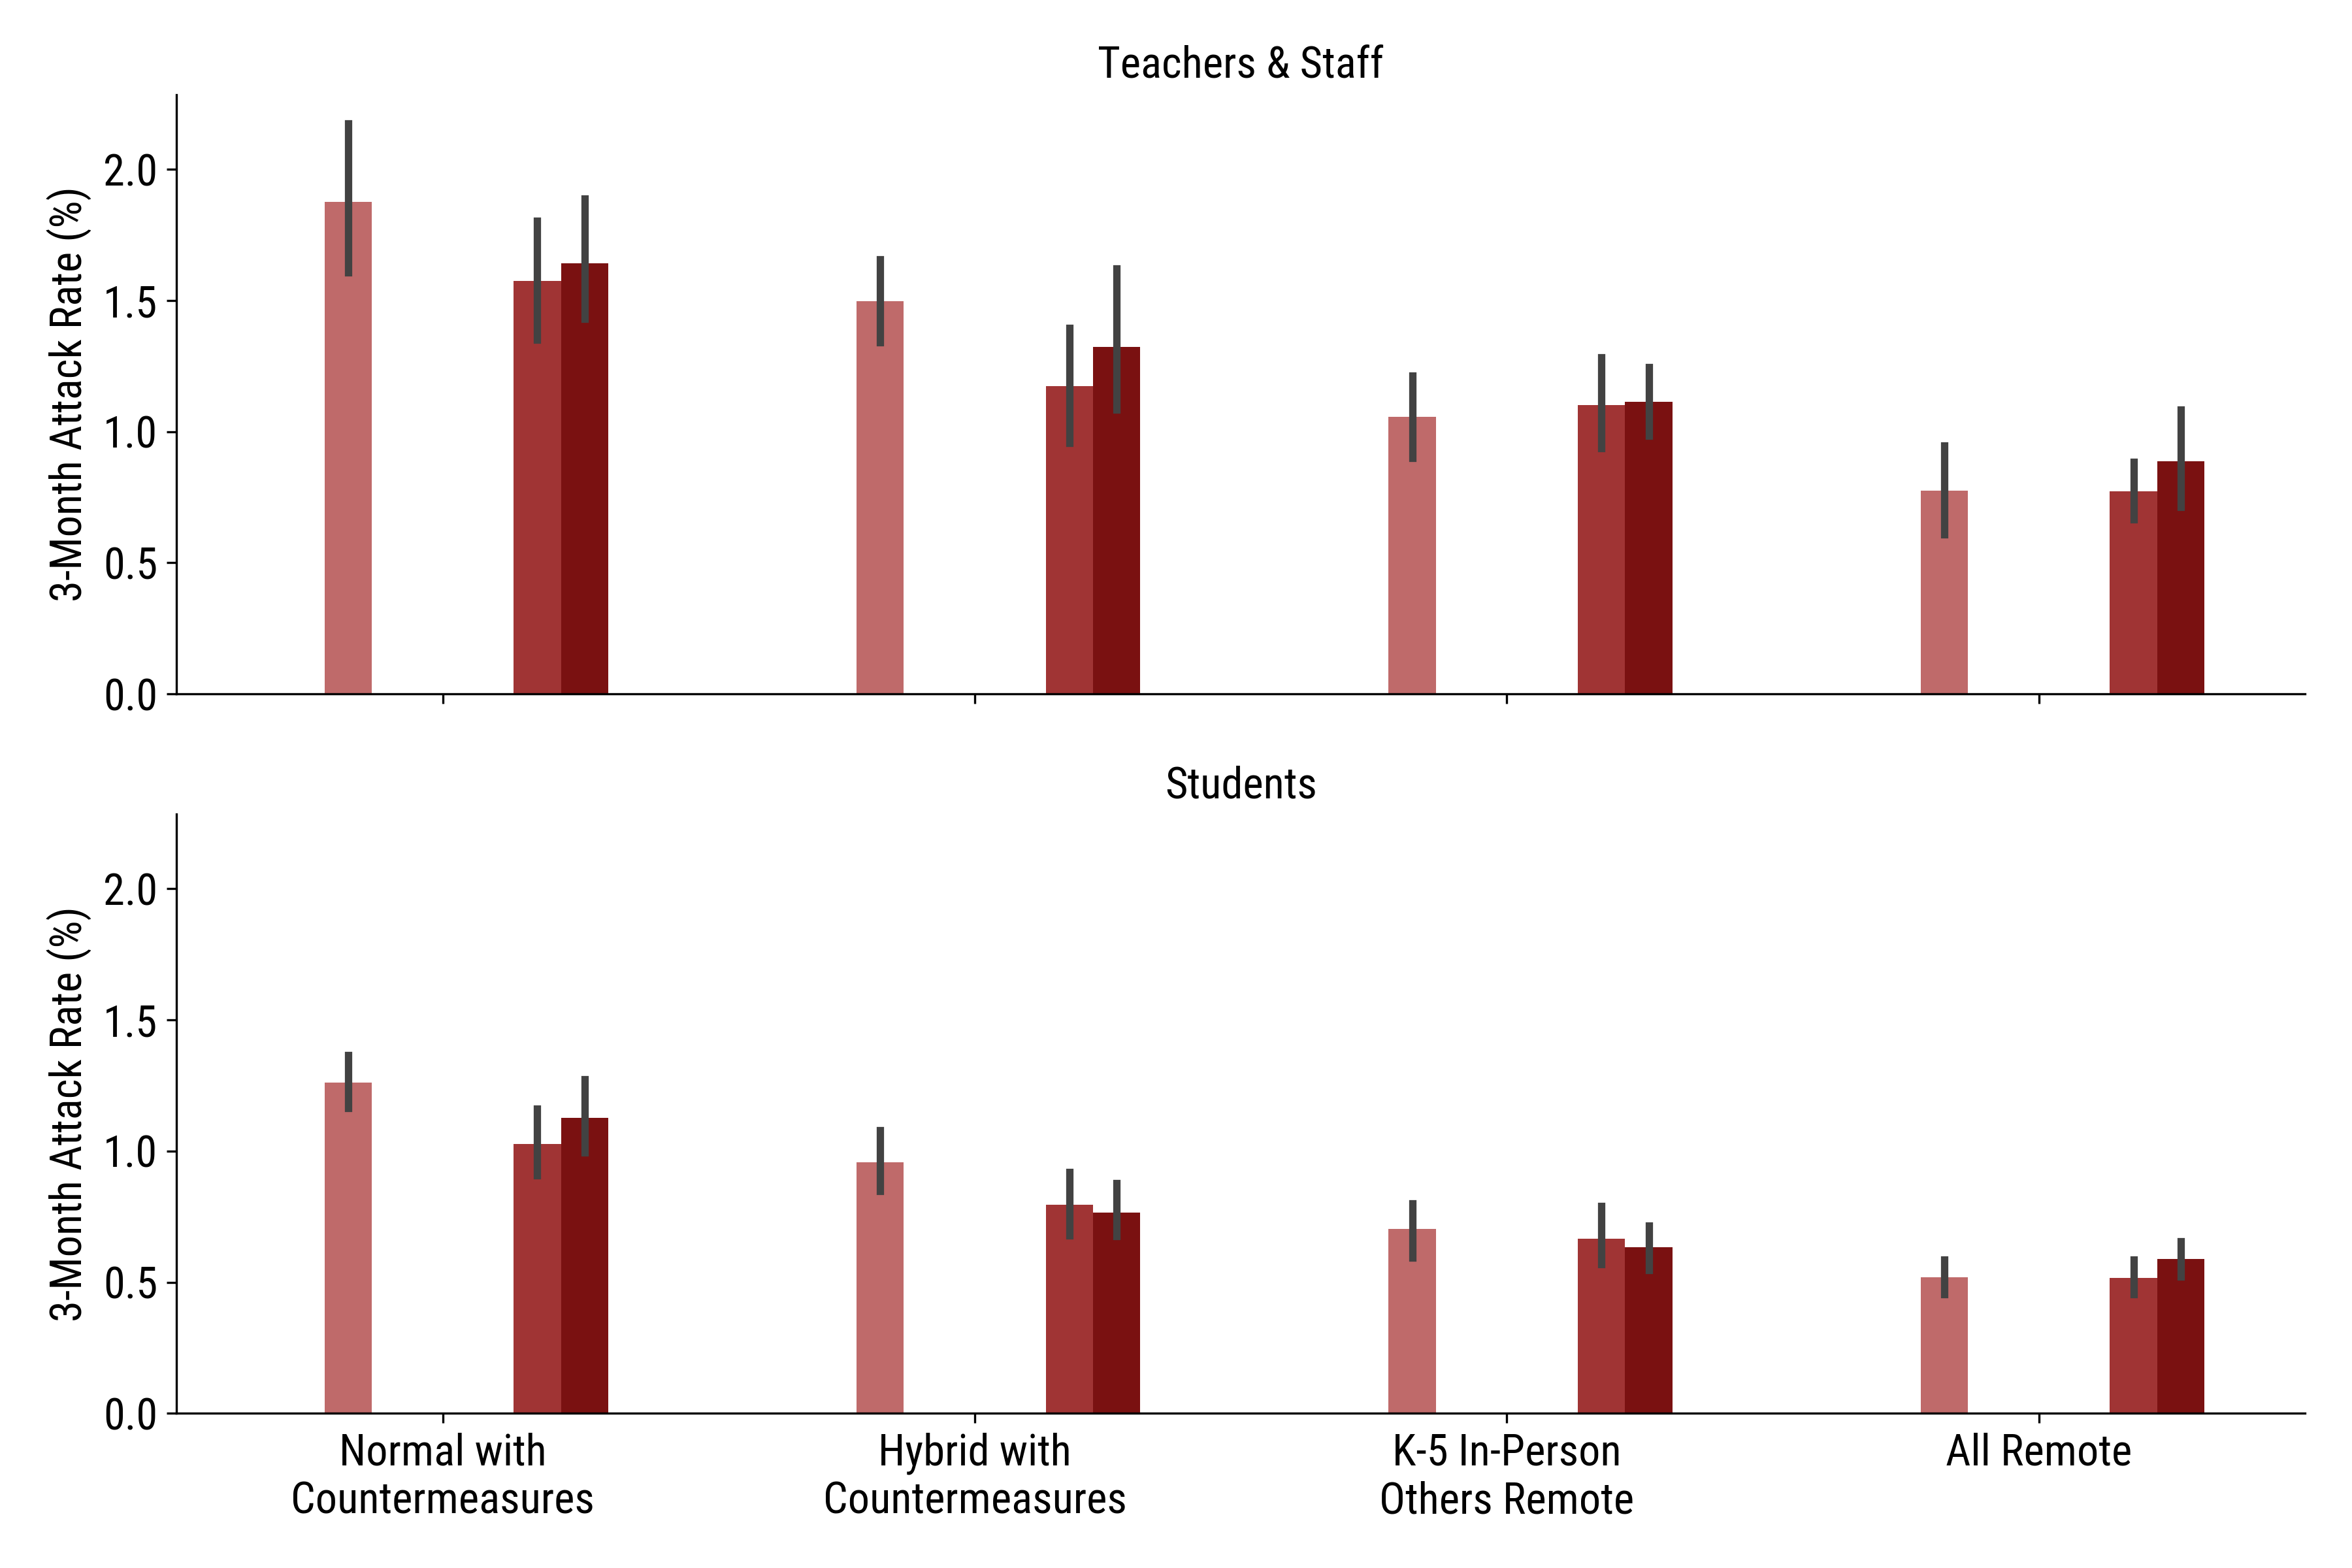 Teachers & Staff
3-Month Attack Rate (%)
2.0
1.5
1.0
0.5
0.0
Students
3-Month Attack Rate (%)
2.0
1.5
1.0
0.5
0.0
Normal with
Countermeasures
Hybrid with
Countermeasures
K-5 In-Person
Others Remote
All Remote